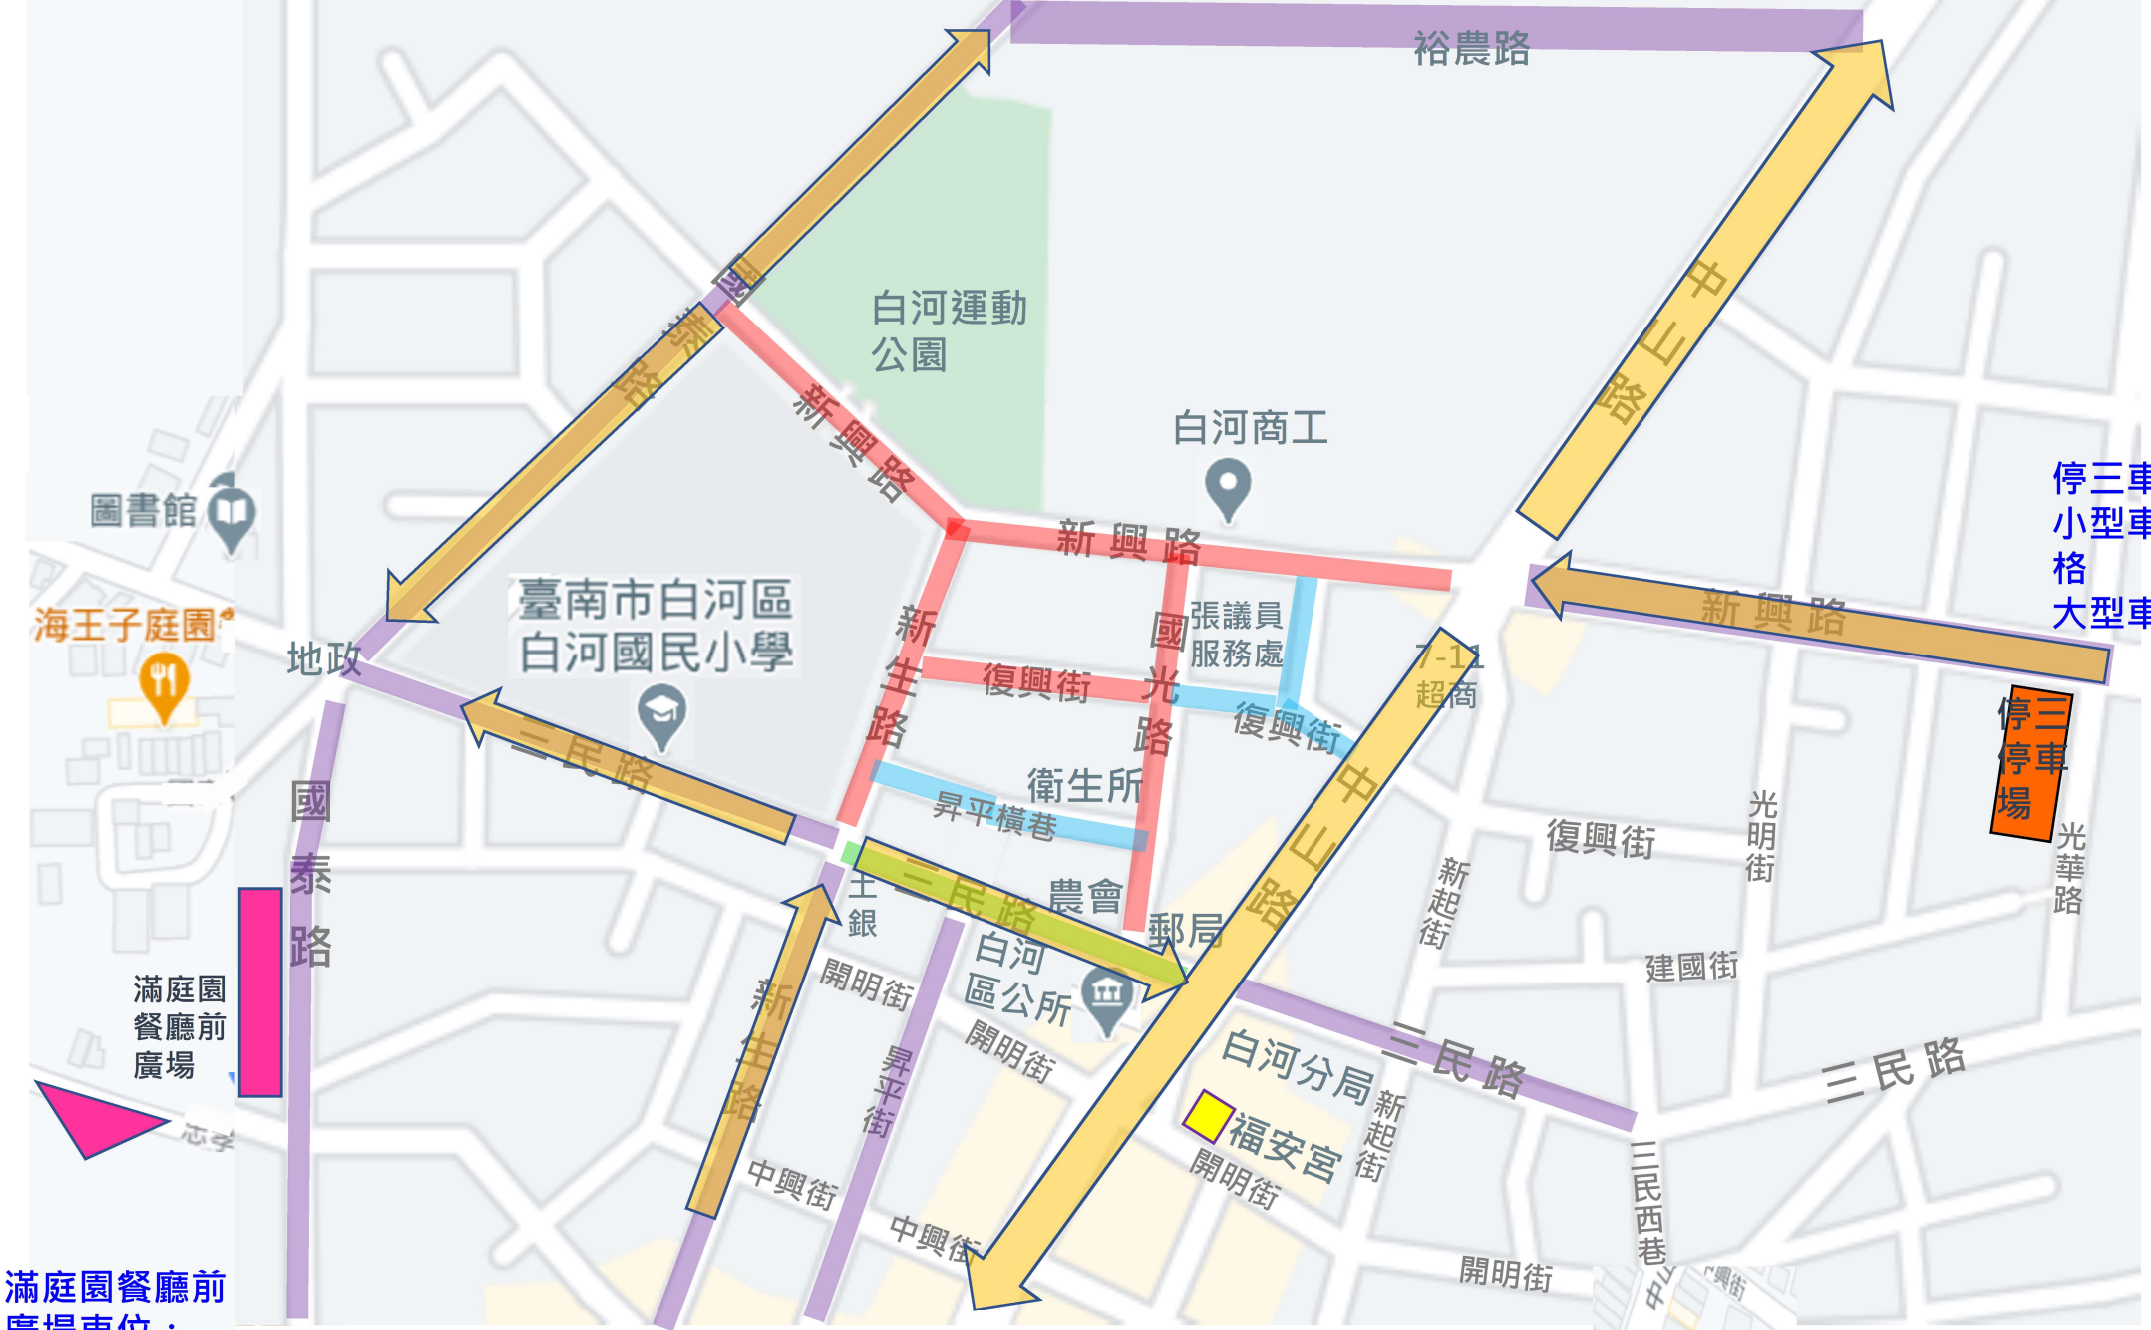 裕農路
國泰路
中山路
白河運動
公園
新興路
白河商工
圖書館
新興路
停三車
小型車
格
大型車
臺南市白河區
白河國民小學
新興路
海王子庭園
地政
新生路
國光路
張議員
服務處
7-11
超商
復興街
復興街
停三
停車
場
三民路
衛生所
昇平橫巷
中山路
復興街
光明街
光華路
國泰路
土銀
三民路
農會
郵局
新起街
白河
區公所
開明街
建國街
滿庭園
餐廳前
廣場
新生路
開明街
昇平街
白河分局
三民路
三民路
福安宮
新起街
開明街
忠孝
中興街
中興街
三民西巷
開明街
中山
興街
滿庭園餐廳前
廣場車位：